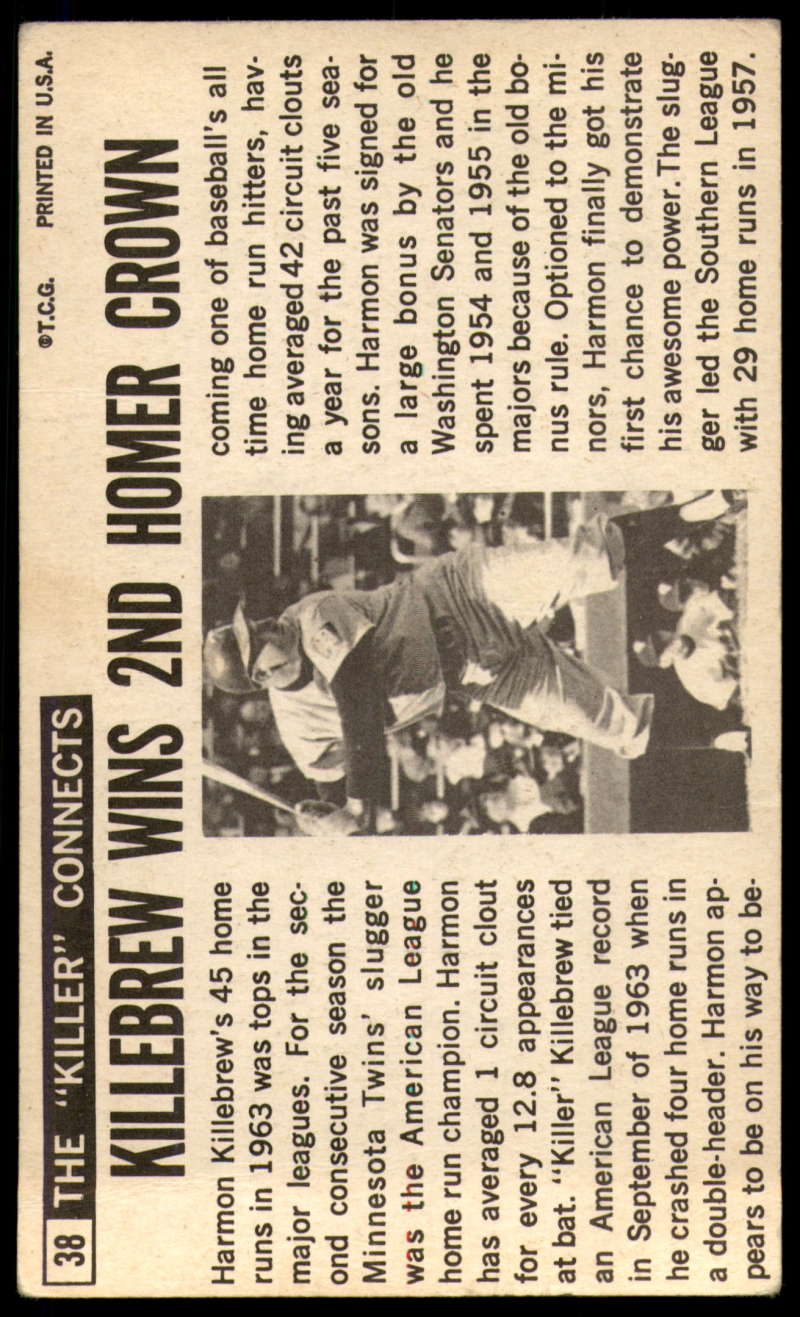 38 THE "KILLER" CONNECTS
©T.C.G. PRINTED IN U.S.A.
KILLEBREW WINS 2ND HOMER CROWN
Harmon Killebrew's 45 home
runs in 1963 was tops in the
major leagues. For the sec-
ond consecutive season the
Minnesota Twins' slugger
was the American League
home run champion. Harmon
has averaged 1 circuit clout
for every 12.8 appearances
at bat. "Killer" Killebrew tied
an American League record
in September of 1963 when
he crashed four home runs in
a double-header. Harmon ap-
pears to be on his way to be-
coming one of baseball's all
time home run hitters, hav-
ing averaged 42 circuit clouts
a year for the past five sea-
sons. Harmon was signed for
a large bonus by the old
Washington Senators and he
spent 1954 and 1955 in the
majors because of the old bo-
nus rule. Optioned to the mi-
nors, Harmon finally got his
first chance to demonstrate
his awesome power. The slug-
ger led the Southern League
with 29 home runs in 1957.